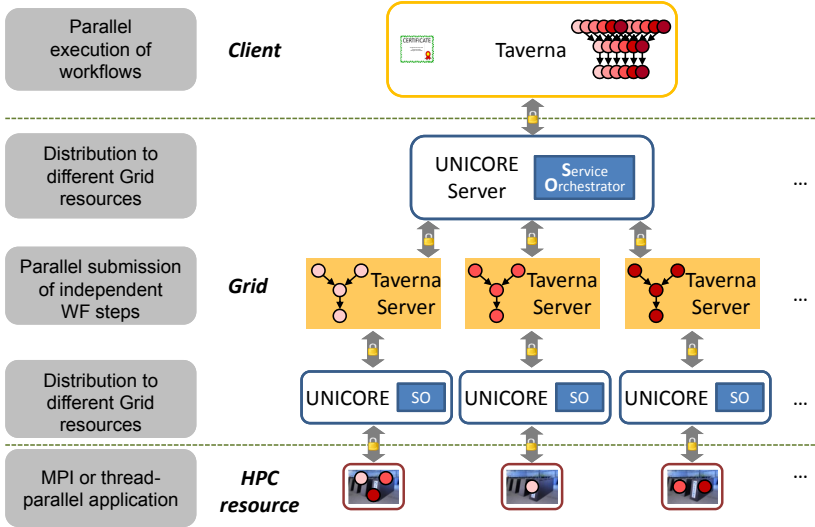 Parallel
execution of
workflows
Client
CERTIFICATE
Taverna
Distribution to
different Grid
resources
UNICORE
Server
Service
Orchestrator
...
Parallel submission
of independent
WF steps
Grid
Taverna
Server
Taverna
Server
Taverna
Server
...
Distribution to
different Grid
resources
UNICORE
SO
UNICORE
SO
UNICORE
SO
...
MPI or thread-
parallel application
HPC
resource
...